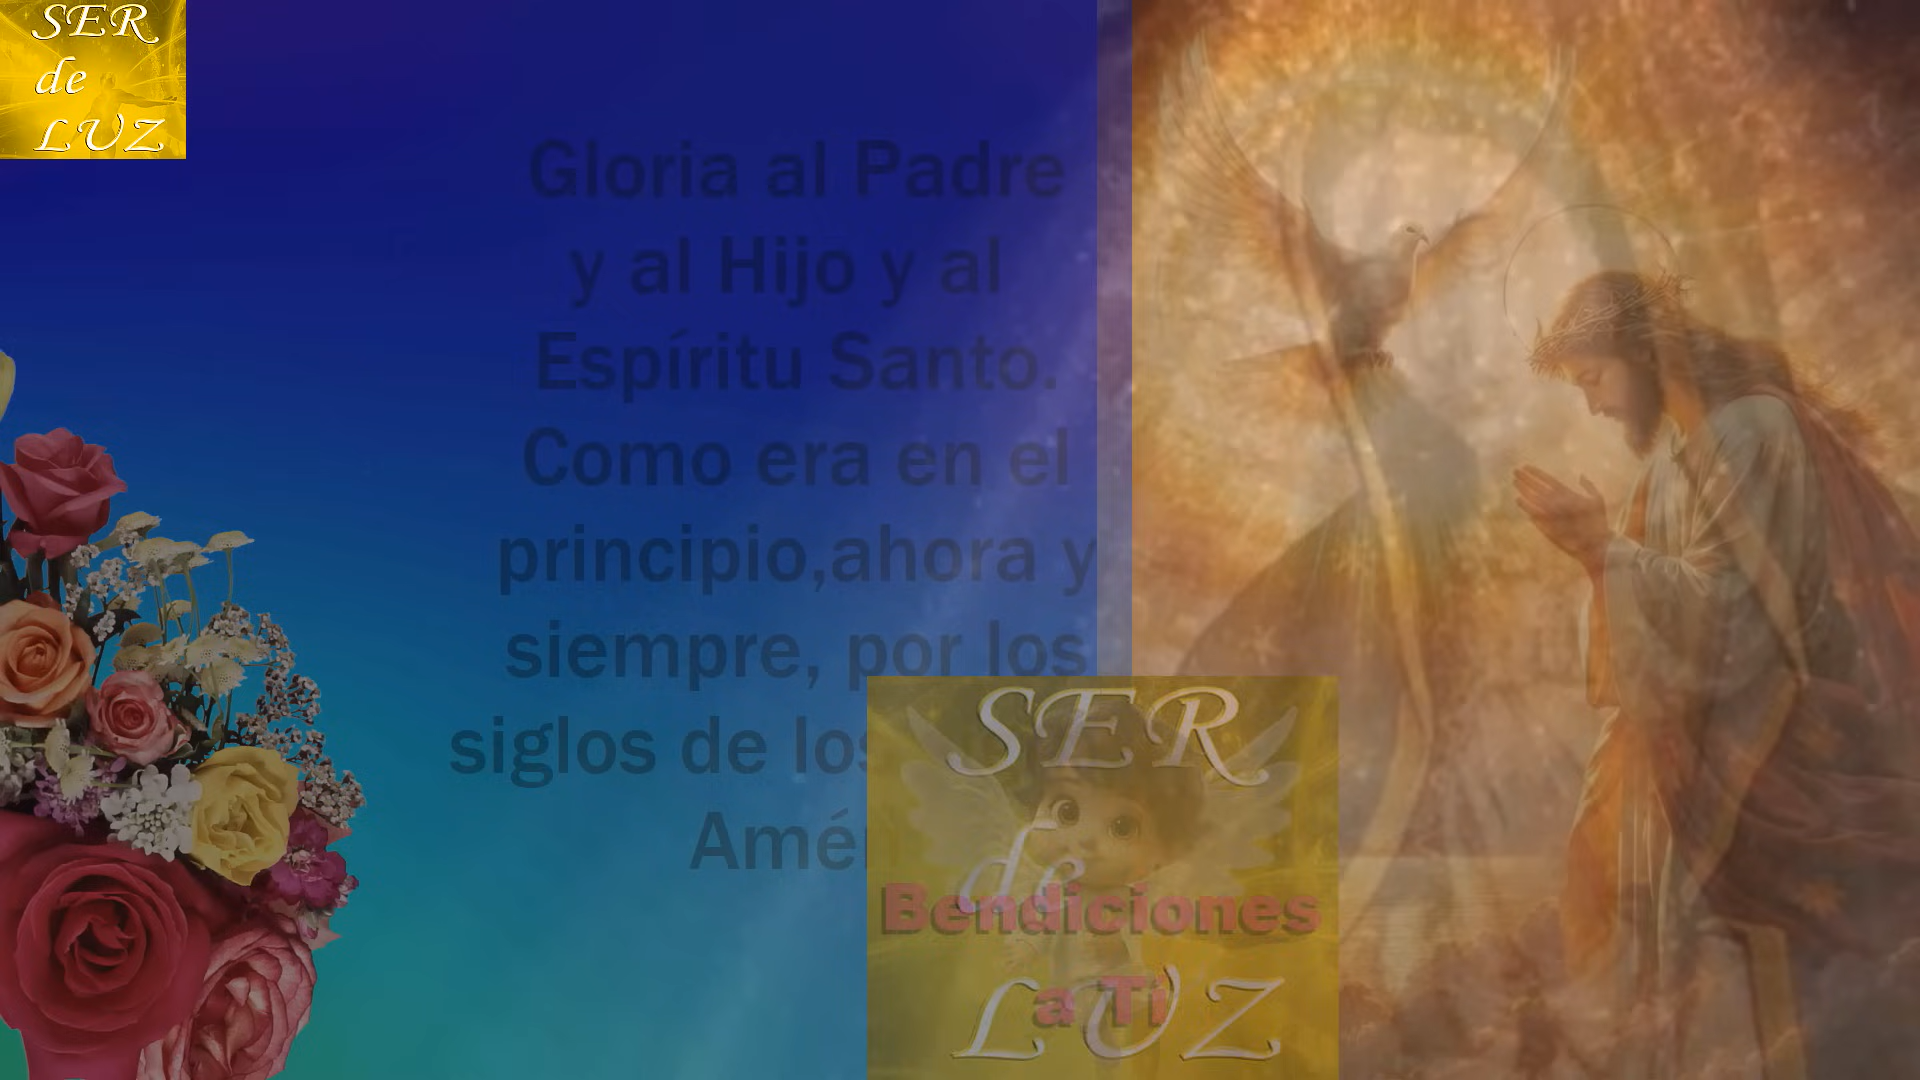 SER
de
LUZ
Gloria al Padre
y al Hijo y al
Espíritu Santo.
Como era en el
principio,ahora y
siempre, por los
siglos de los
Amé
SER
de
LUZ
Bendiciones
a Ti